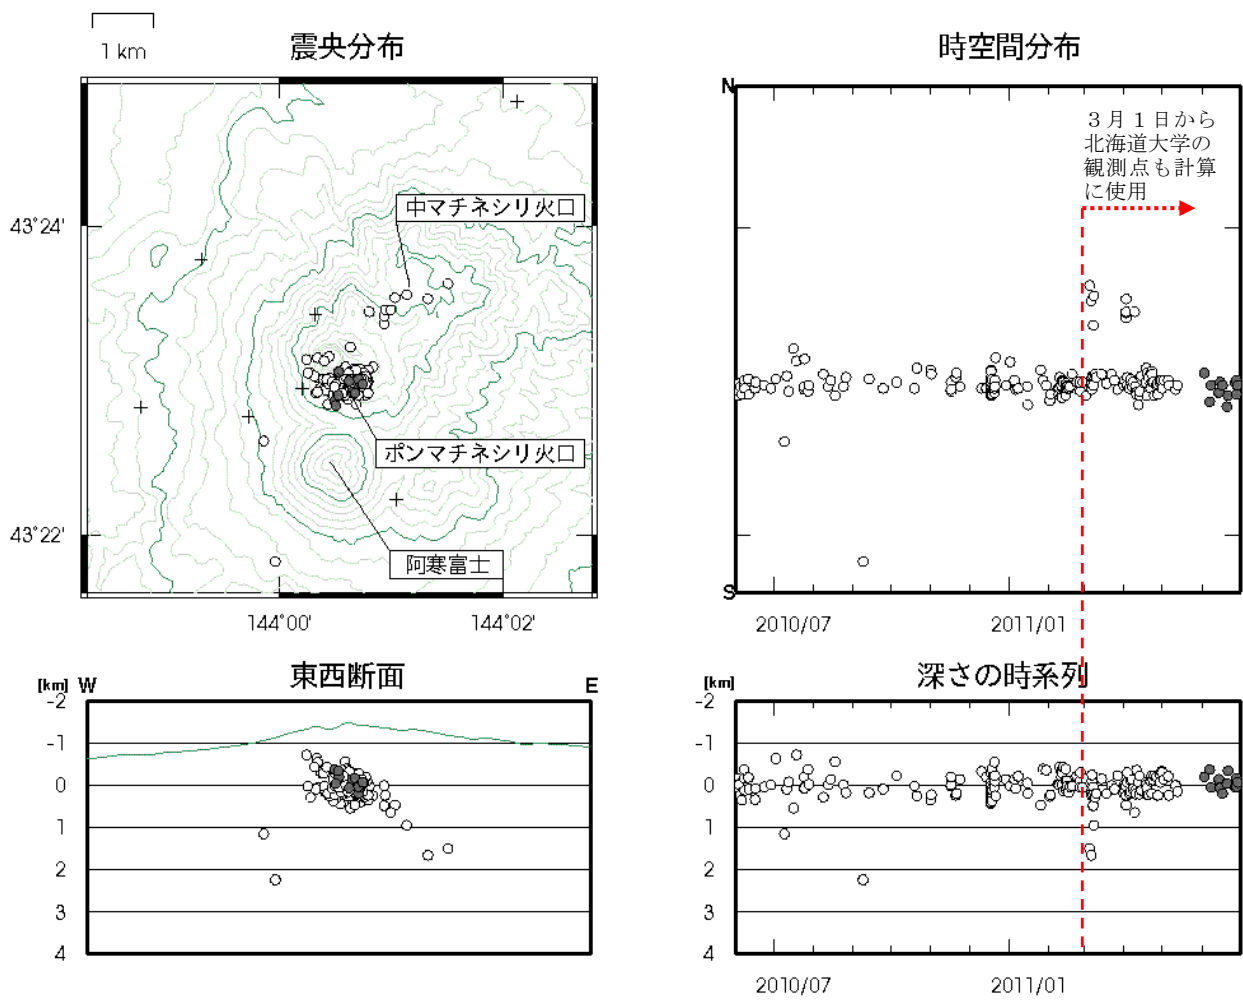 1 km
震央分布
中マチネシリ火口
43°24'
ポンマチネシリ火口
43°22'
阿寒富士
144°00'
144°02'
時空間分布
N
３月１日から
北海道大学の
観測点も計算
に使用
S
2010/07
2011/01
東西断面
[km] W
E
-2
-1
0
1
2
3
4
深さの時系列
[km]
-2
-1
0
1
2
3
4
2010/07
2011/01